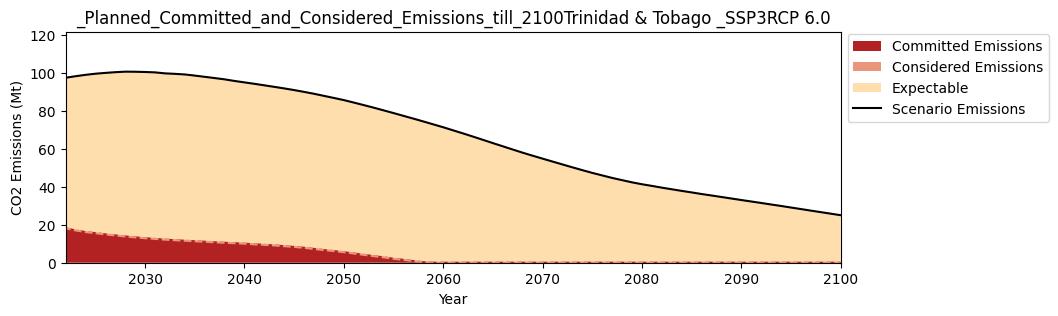 _Planned_Committed_and_Considered_Emissions_till_2100Trinidad & Tobago _SSP3RCP 6.0
120
100
80
60
40
20
0
CO2 Emissions (Mt)
2030 2040 2050 2060 2070 2080 2090 2100
Year
Committed Emissions
Considered Emissions
Expectable
Scenario Emissions